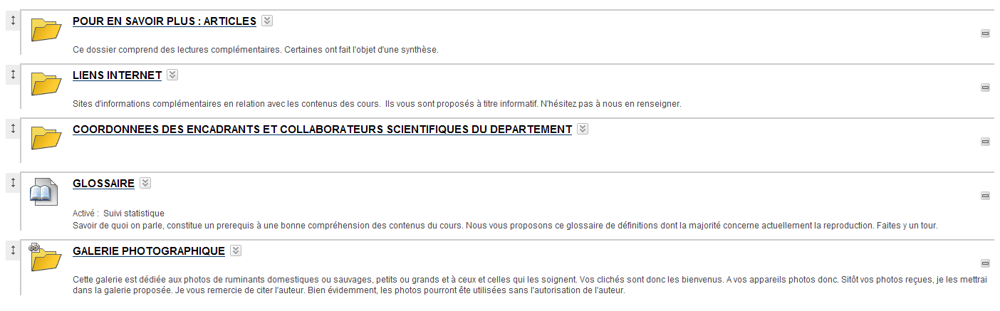 POUR EN SAVOIR PLUS : ARTICLES
Ce dossier comprend des lectures complémentaires. Certaines ont fait l'objet d'une synthèse.
LIENS INTERNET
Sites d'informations complémentaires en relation avec les contenus des cours.  Ils vous sont proposés à titre informatif. N'hésitez pas à nous en renseigner.
COORDONNEES DES ENCADRANTS ET COLLABORATEURS SCIENTIFIQUES DU DEPARTEMENT
GLOSSAIRE
Activé :  Suivi statistique
Savoir de quoi on parle, constitue un prerequis à une bonne compréhension des contenus du cours. Nous vous proposons ce glossaire de définitions dont la majorité concerne actuellement la reproduction. Faites y un tour.
GALERIE PHOTOGRAPHIQUE
Cette galerie est dédiée aux photos de ruminants domestiques ou sauvages, petits ou grands et à ceux et celles qui les soignent. Vos clichés sont donc les bienvenus. A vos appareils photos donc. Sitôt vos photos reçues, je les mettrai
dans la galerie proposée. Je vous remercie de citer l'auteur. Bien évidemment, les photos pourront ête utilisées sans l'autorisation de l'auteur.